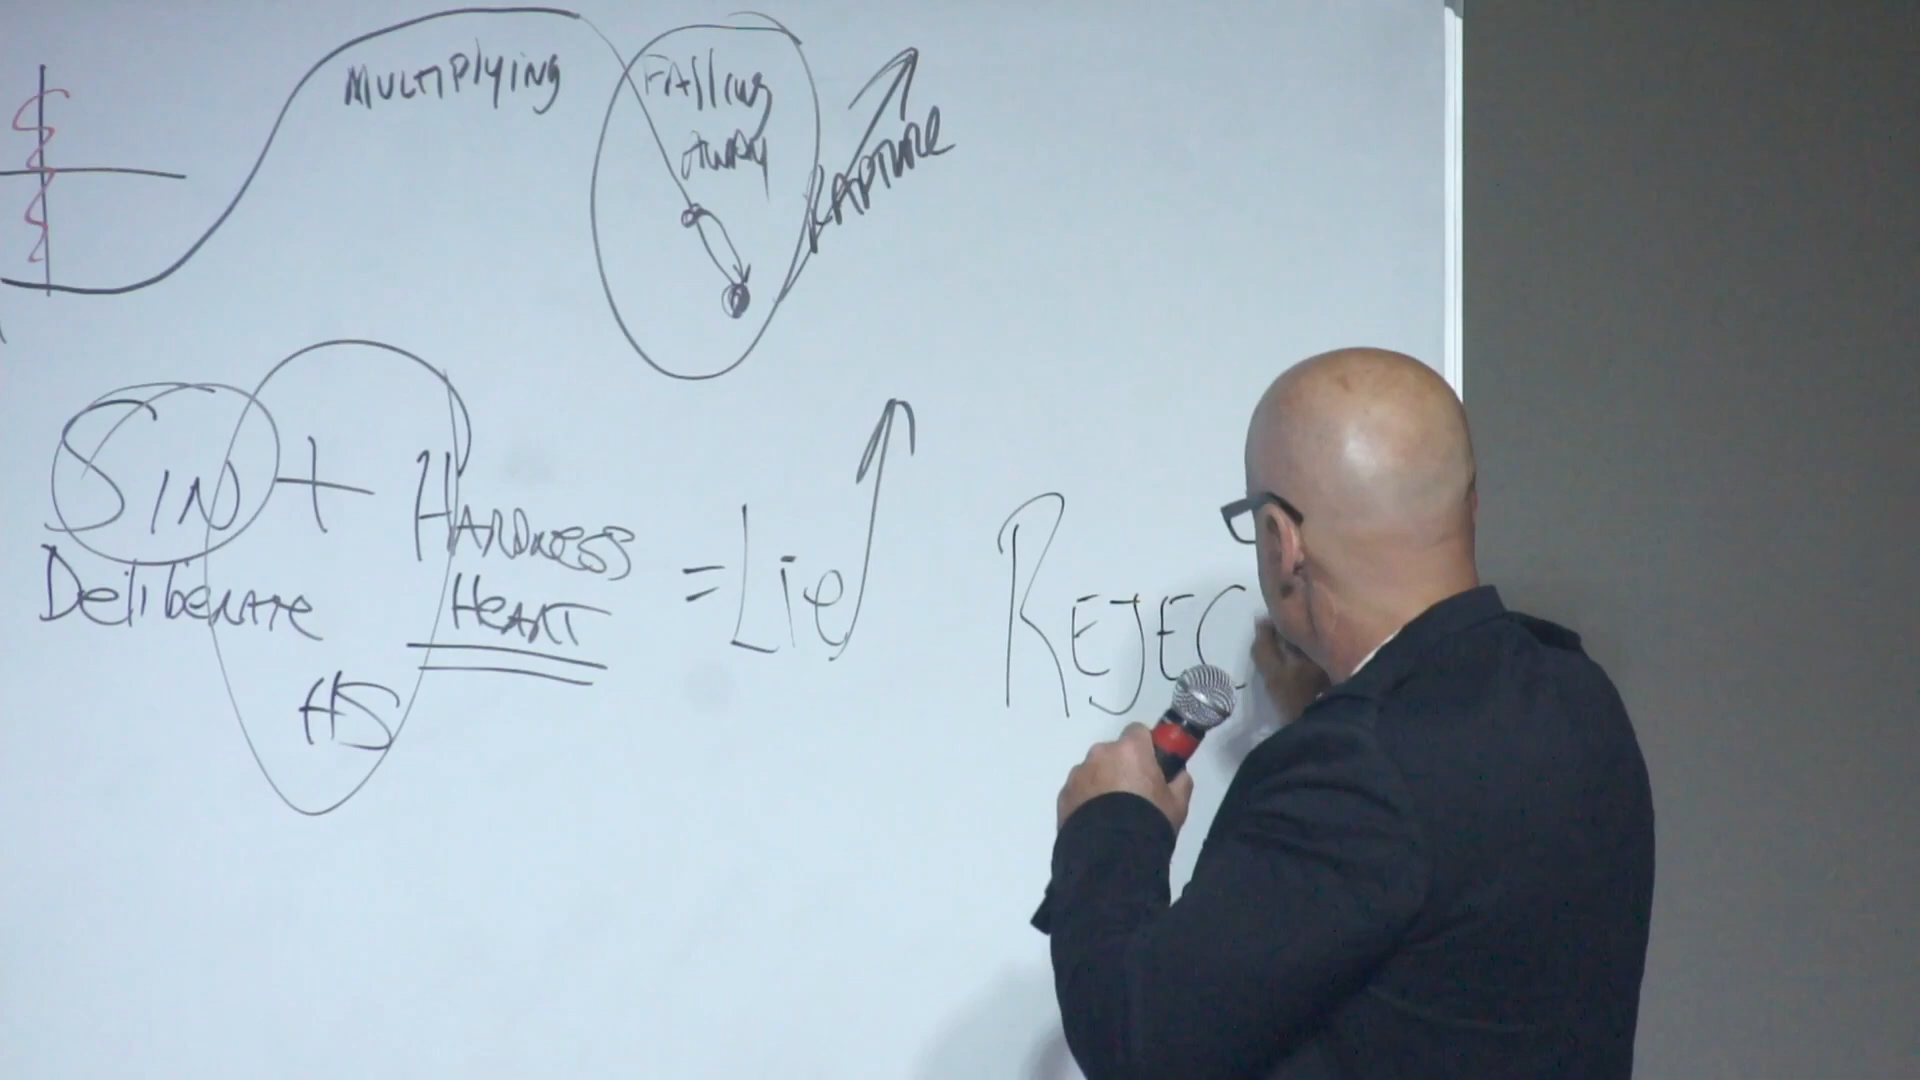 MULTIPLYING
FALLING
AWAY
RAPTURE
SIN + HARDNESS
HEART
Deliberate
HS
= Lie
REJEC